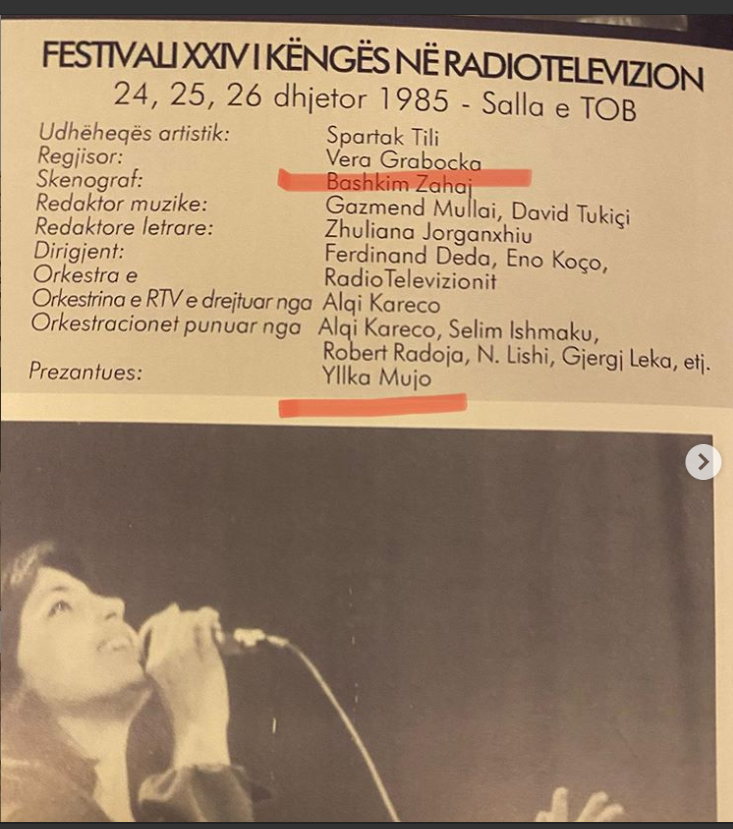 FESTIVALI XXIV I KËNGËS NË RADIOTELEVIZION
24, 25, 26 dhjetor 1985 - Salla e TOB
Udhëheqës artistik: Spartak Tili
Regjisor: Vera Grabocka
Skenograf: Bashkim Zahaj
Redaktor muzike: Gazmend Mullai, David Tukiçi
Redaktore letrare: Zhuliana Jorganxhiu
Dirigjent: Ferdinand Deda, Eno Koço,
Orkestra e RadioTelevizionit
Orkestrina e RTV e drejtuar nga Alqi Kareco
Orkestracionet punuar nga Alqi Kareco, Selim Ishmaku,
Robert Radoja, N. Lishi, Gjergj Leka, etj.
Prezantues: Yllka Mujo